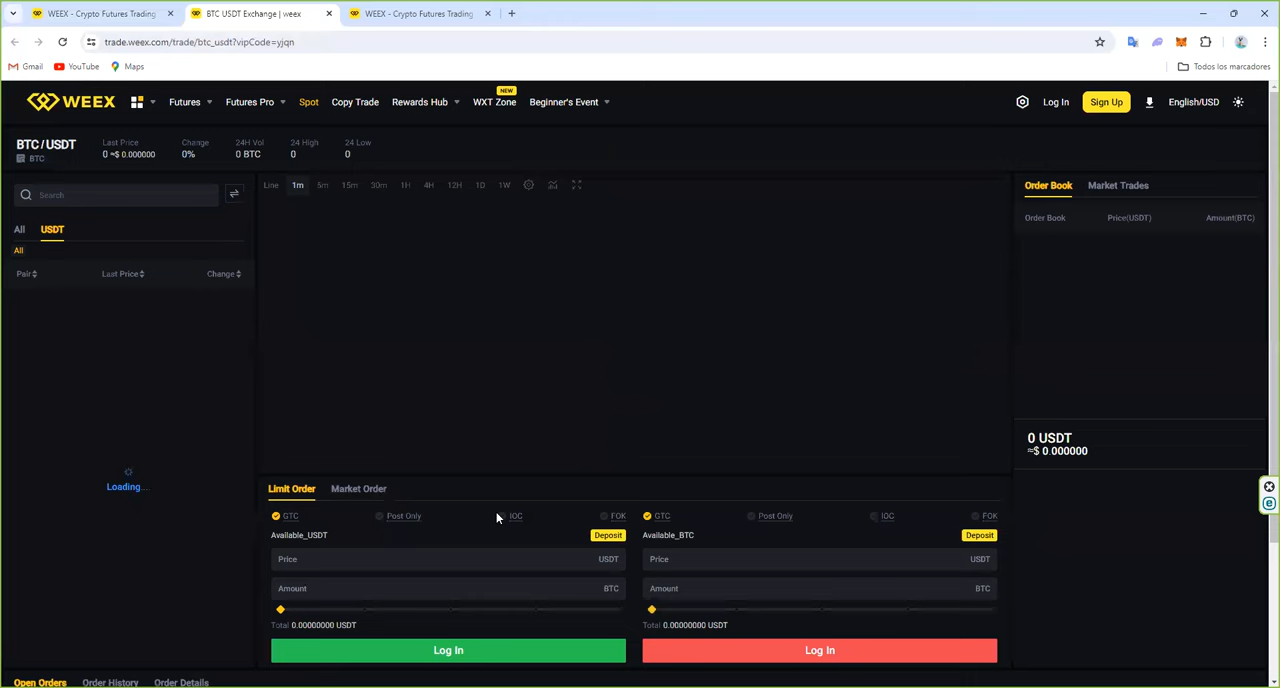 WEEX - Crypto Futures Trading
BTC USDT Exchange | weex
WEEX - Crypto Futures Trading
trade.weex.com/trade/btc_usdt?vipCode=yjqn
Gmail YouTube Maps Todos los marcadores
WEEX Futures Futures Pro Spot Copy Trade Rewards Hub WXT Zone NEW Beginner's Event Log In Sign Up English/USD
BTC / USDT
BTC
Last Price
0 ≈$ 0.000000
Change
0%
24H Vol
0 BTC
24 High
0
24 Low
0
Search
All USDT
All
Pair Last Price Change
Loading...
Line 1m 5m 15m 30m 1H 4H 12H 1D 1W
Order Book Market Trades
Order Book Price(USDT) Amount(BTC)
0 USDT
≈$ 0.000000
Limit Order Market Order
GTC Post Only IOC FOK
Available_USDT Deposit
Price USDT
Amount BTC
Total 0.00000000 USDT
Log In
GTC Post Only IOC FOK
Available_BTC Deposit
Price USDT
Amount BTC
Total 0.00000000 USDT
Log In
Open Orders Order History Order Details